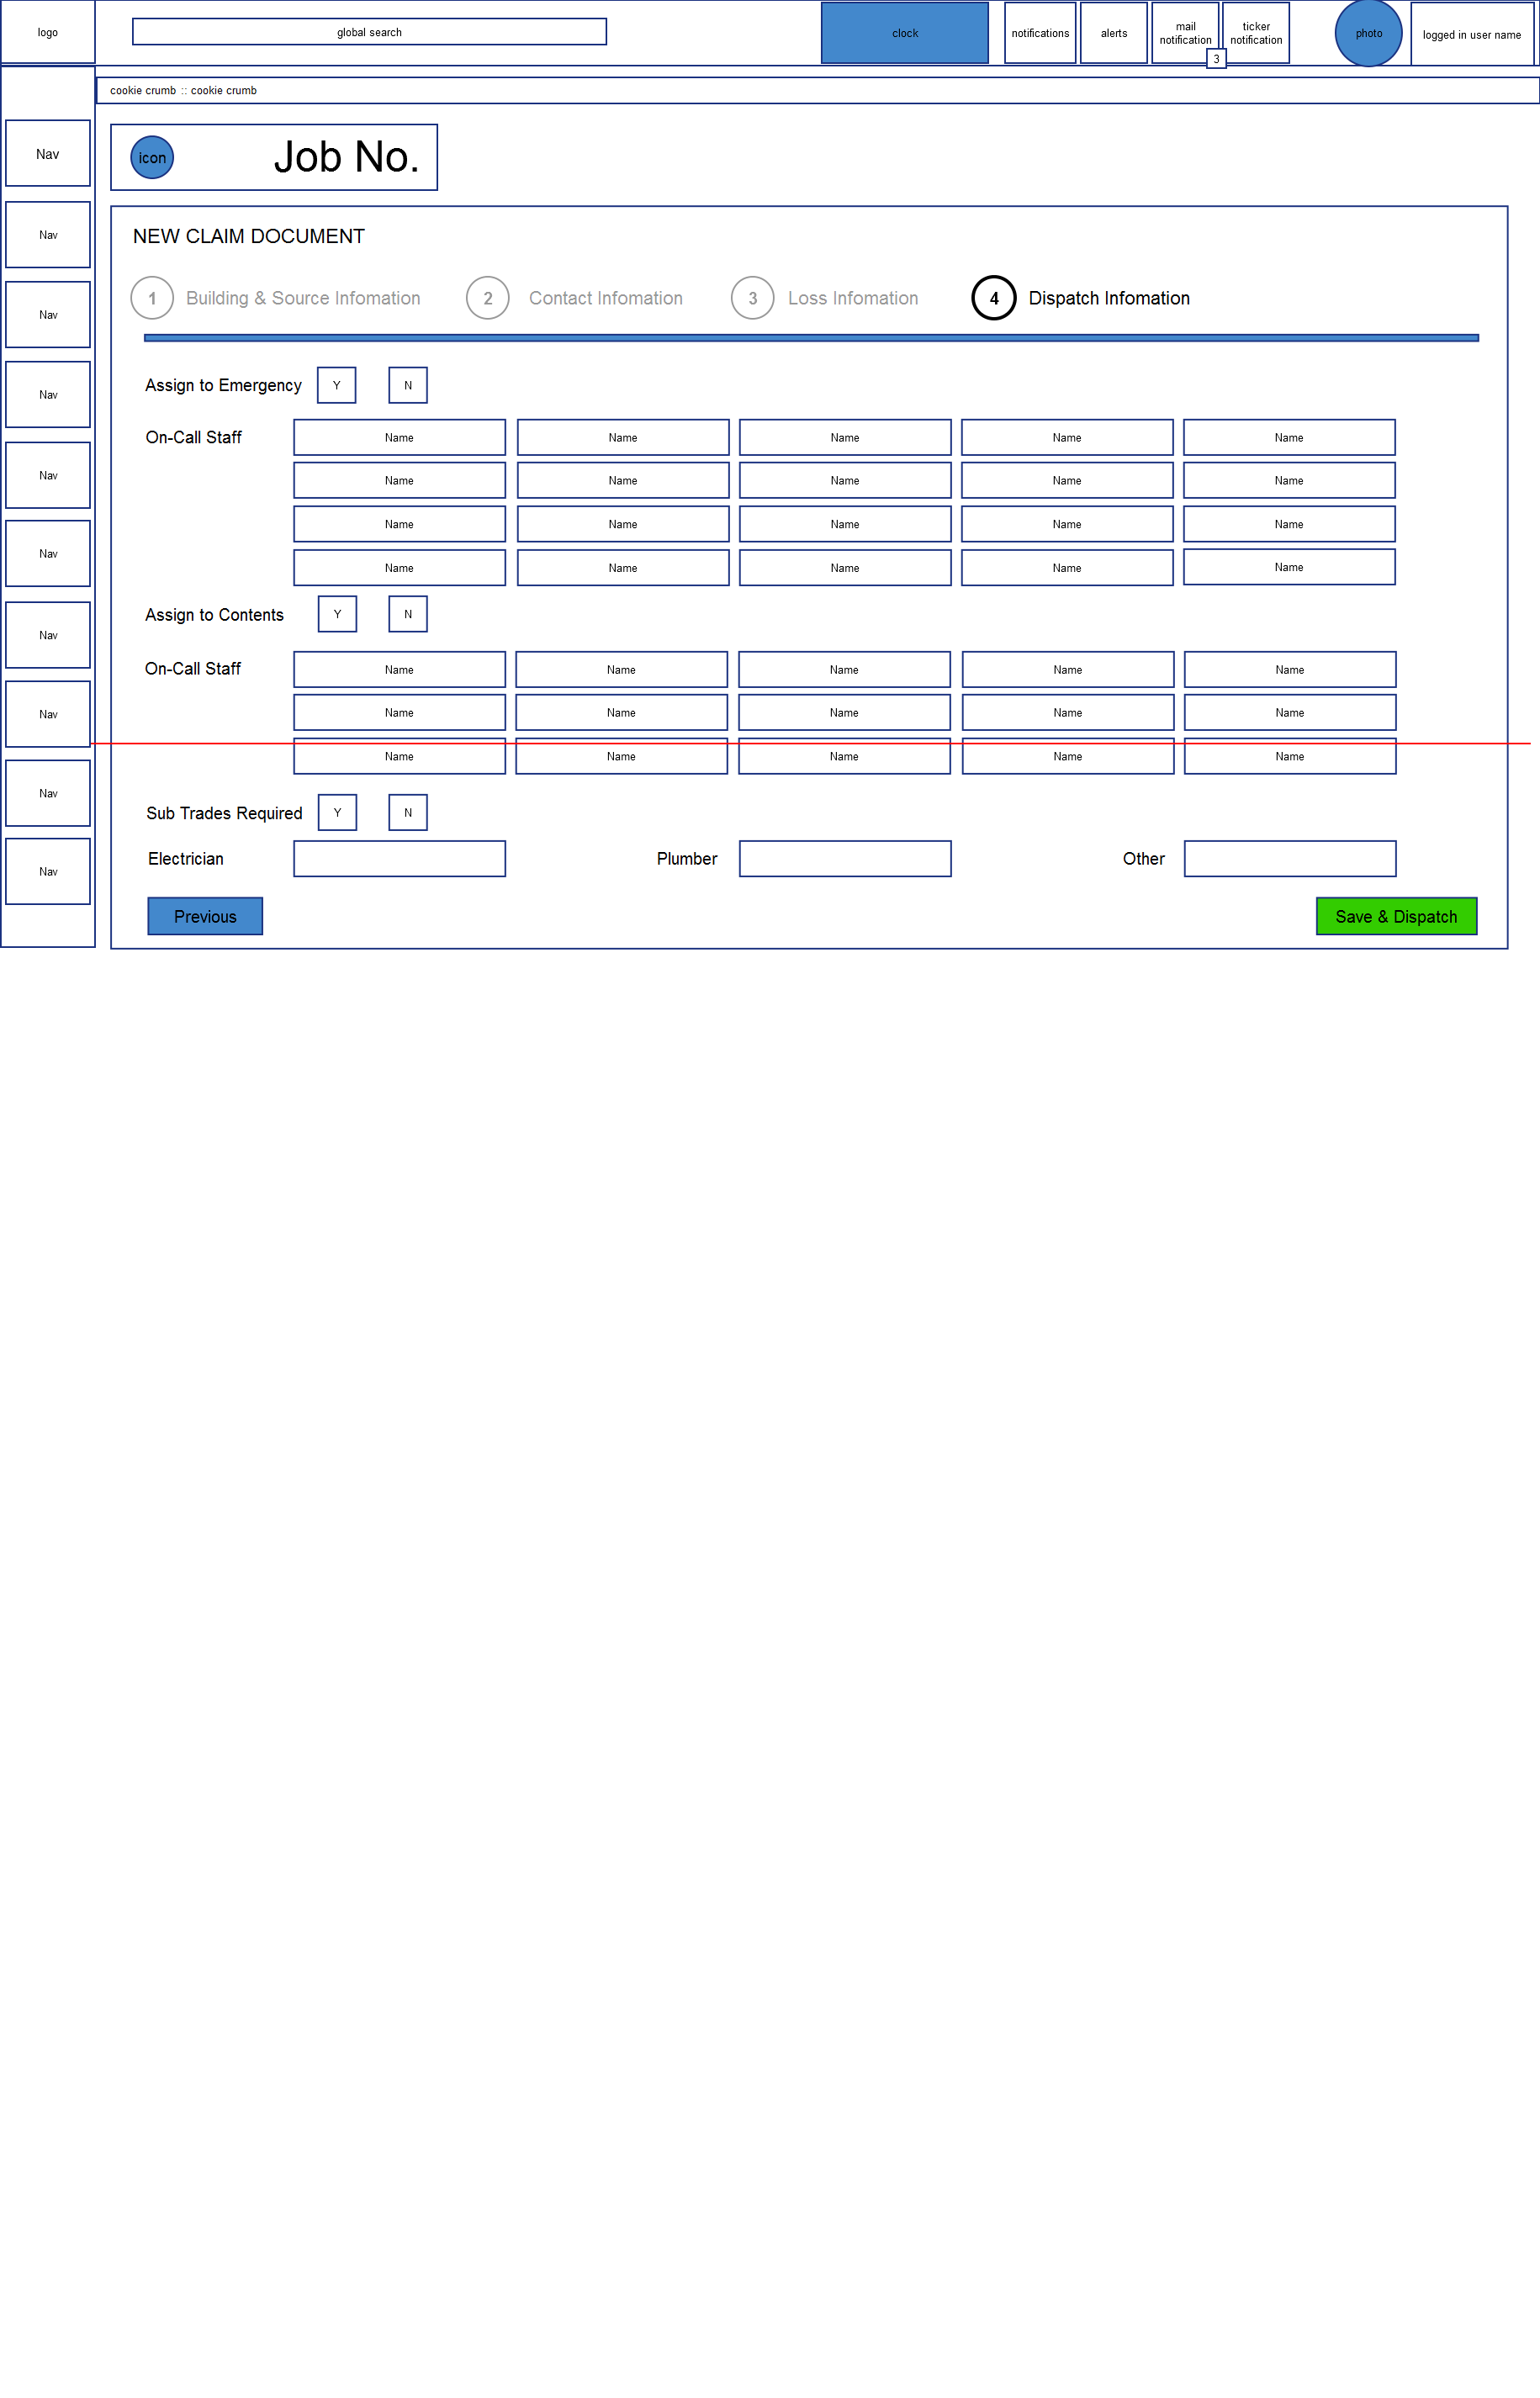 logo
global search
clock
notifications
alerts
mail
notification
3
ticker
notification
photo
logged in user name
cookie crumb :: cookie crumb
Nav
Nav
Nav
Nav
Nav
Nav
Nav
Nav
Nav
Nav
icon
Job No.
NEW CLAIM DOCUMENT
1 Building & Source Infomation
2 Contact Infomation
3 Loss Infomation
4 Dispatch Infomation
Assign to Emergency Y N
On-Call Staff Name Name Name Name Name
Name Name Name Name Name
Name Name Name Name Name
Name Name Name Name Name
Assign to Contents Y N
On-Call Staff Name Name Name Name Name
Name Name Name Name Name
Name Name Name Name Name
Sub Trades Required Y N
Electrician Plumber Other
Previous Save & Dispatch